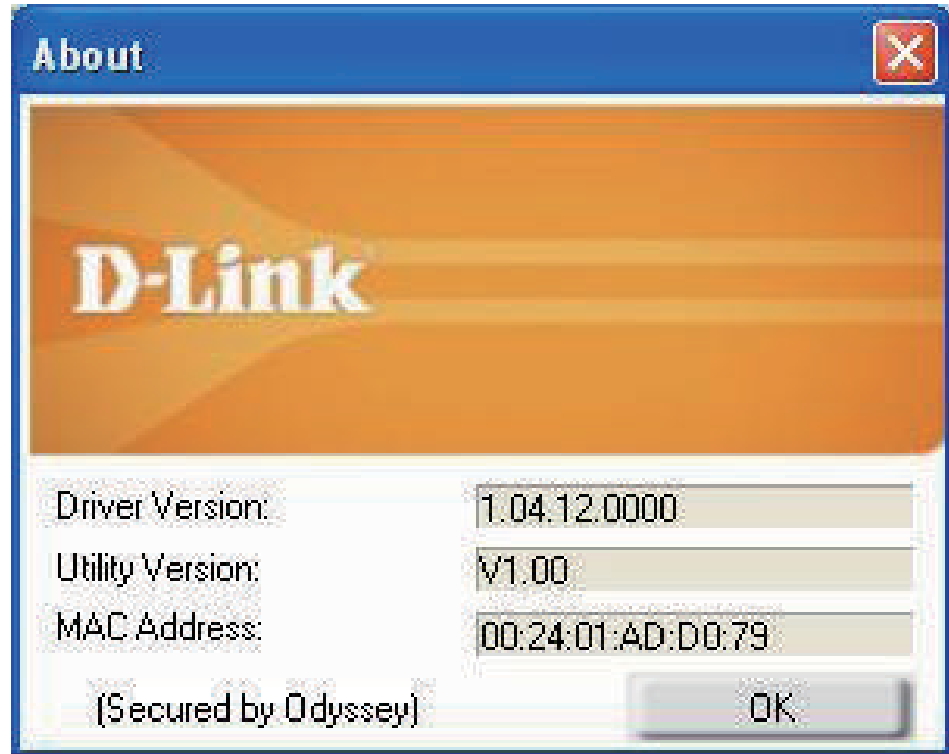 About
D-Link
Driver Version: 1.04.12.0000
Utility Version: V1.00
MAC Address: 00:24:01:AD:D0:79
(Secured by Odyssey) OK